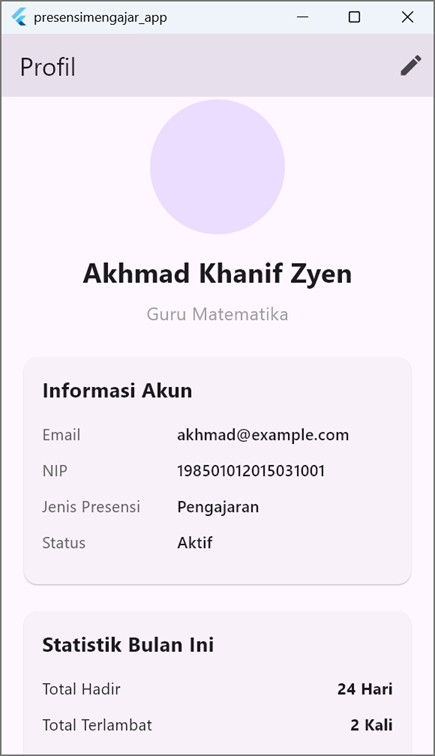 presensimengajar_app
Profil
Akhmad Khanif Zyen
Guru Matematika
Informasi Akun
Email akhmad@example.com
NIP 198501012015031001
Jenis Presensi Pengajaran
Status Aktif
Statistik Bulan Ini
Total Hadir 24 Hari
Total Terlambat 2 Kali